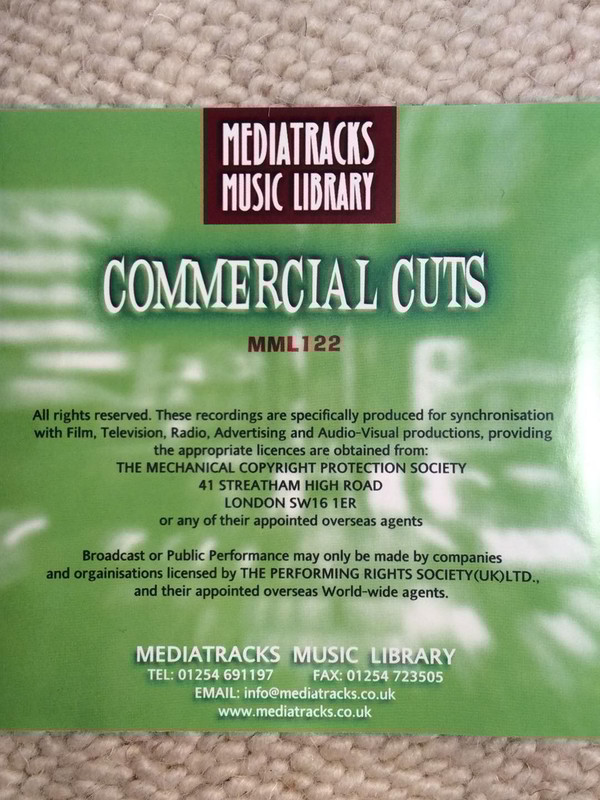 MEDIATRACKS
MUSIC LIBRARY
COMMERCIAL CUTS
MML122
All rights reserved. These recordings are specifically produced for synchronisation
with Film, Television, Radio, Advertising and Audio-Visual productions, providing
the appropriate licences are obtained from:
THE MECHANICAL COPYRIGHT PROTECTION SOCIETY
41 STREATHAM HIGH ROAD
LONDON SW16 1ER
or any of their appointed overseas agents
Broadcast or Public Performance may only be made by companies
and orgainisations licensed by THE PERFORMING RIGHTS SOCIETY(UK)LTD.,
and their appointed overseas World-wide agents.
MEDIATRACKS MUSIC LIBRARY
TEL: 01254 691197 FAX: 01254 723505
EMAIL: info@mediatracks.co.uk
www.mediatracks.co.uk